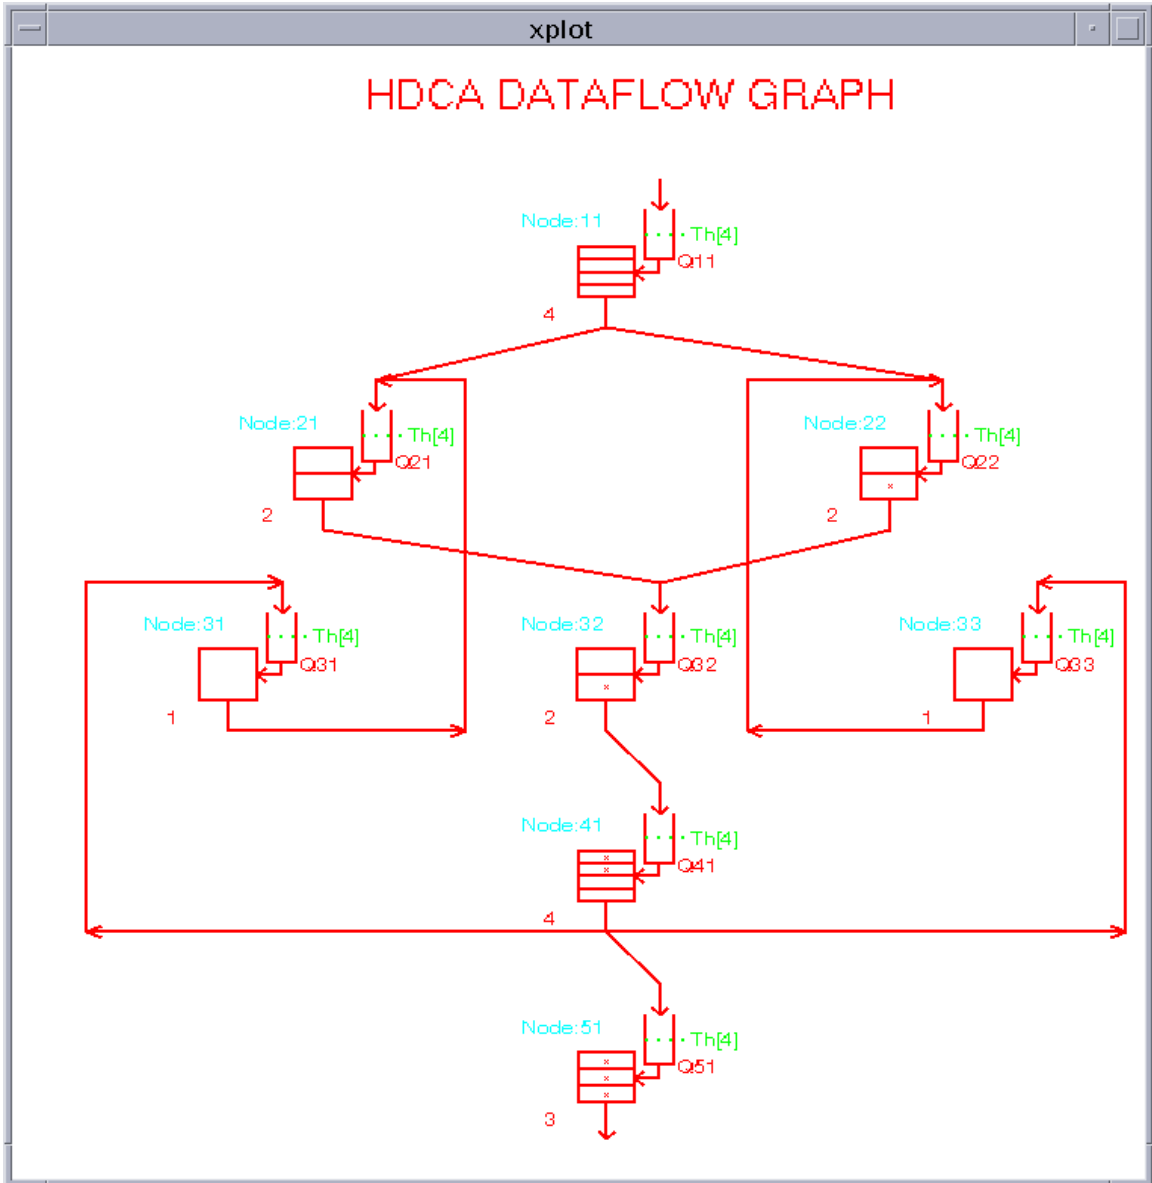 xplot
HDCA DATAFLOW GRAPH
Node:11
Th[4]
Q11
4
Node:21
Th[4]
Q21
2
Node:22
Th[4]
Q22
2
Node:31
Th[4]
Q31
1
Node:32
Th[4]
Q32
2
Node:33
Th[4]
Q33
1
Node:41
Th[4]
Q41
4
Node:51
Th[4]
Q51
3